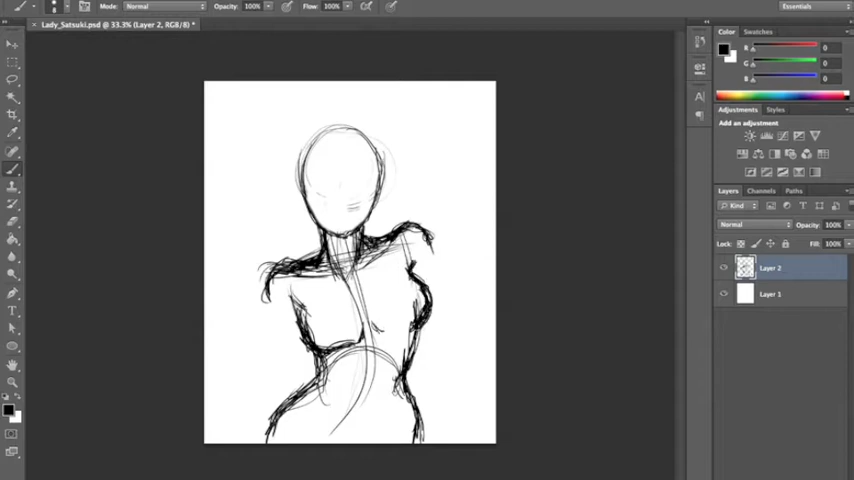 Mode: Normal Opacity: 100% Flow: 100% Essentials
8
× Lady_Satsuki.psd @ 33.3% (Layer 2, RGB/8) *
Color Swatches
R 0
G 0
B 0
Adjustments Styles
Add an adjustment
Layers Channels Paths
Kind
Normal Opacity: 100%
Lock: Fill: 100%
Layer 2
Layer 1